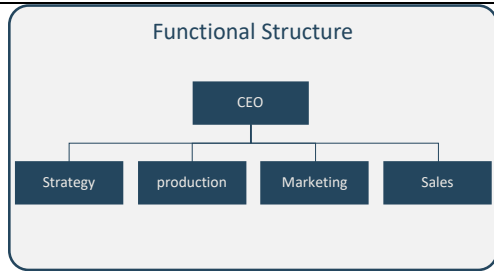 Functional Structure
CEO
Strategy
production
Marketing
Sales